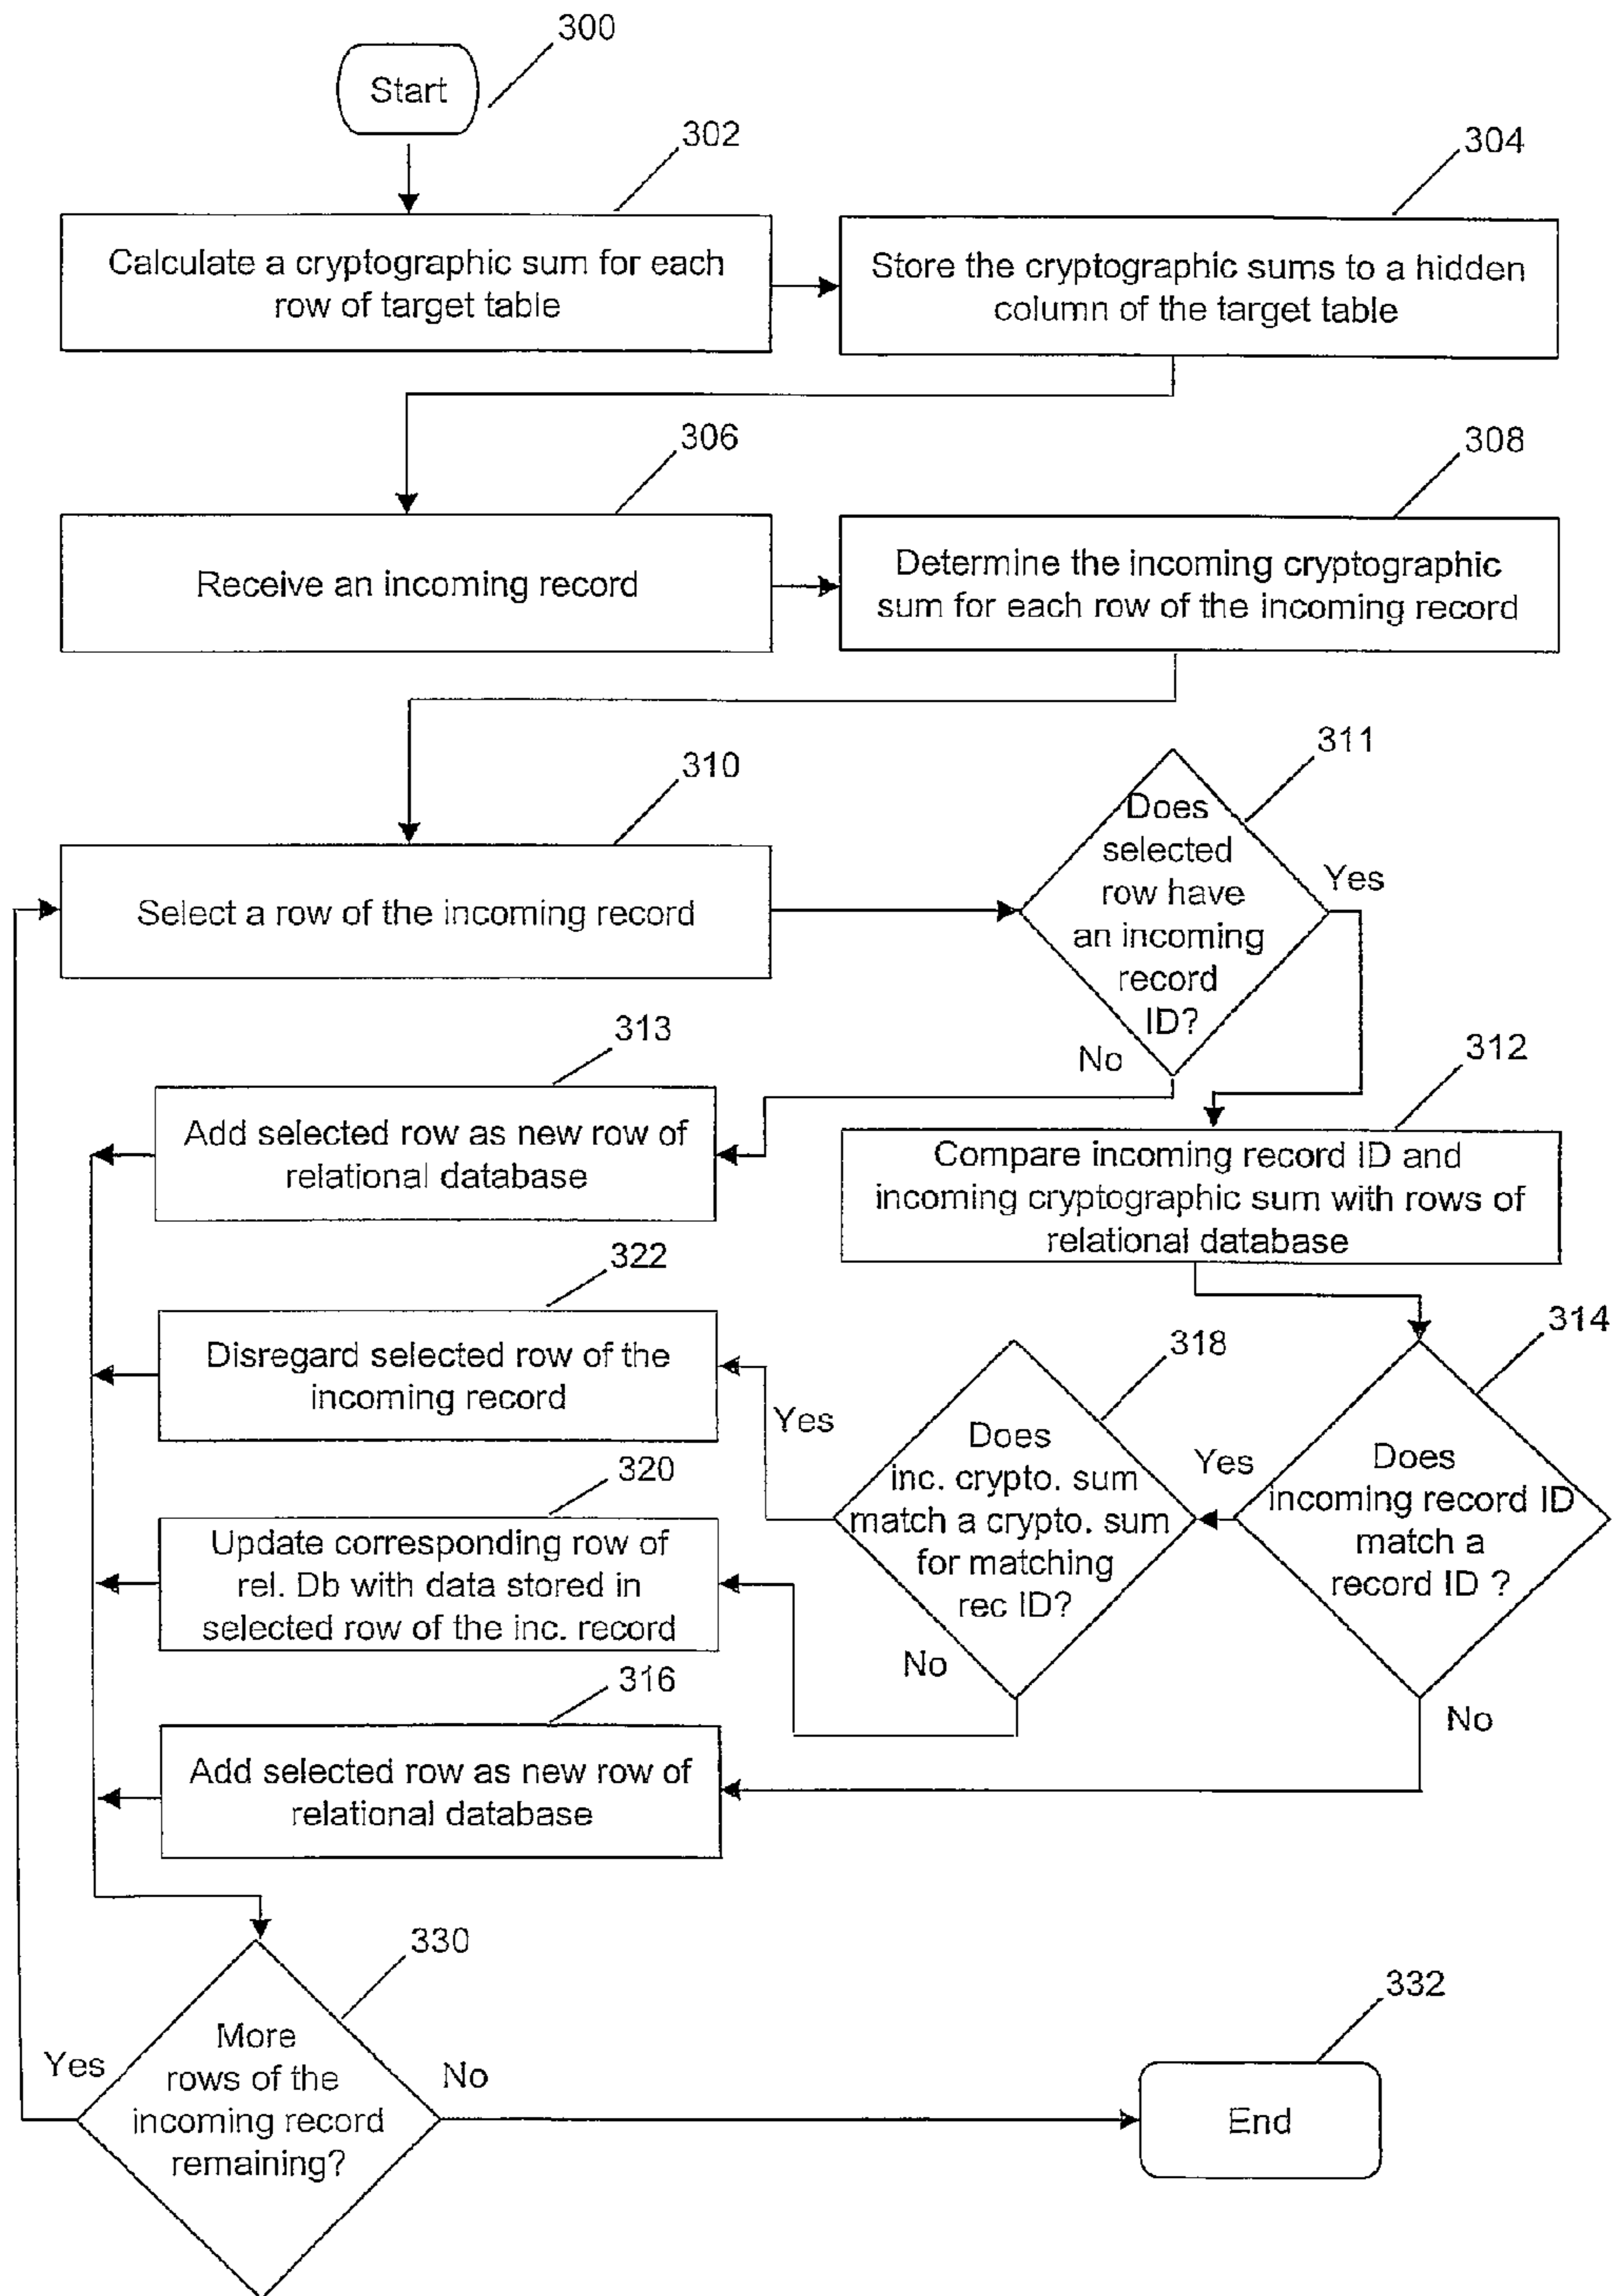 300
Start
302
304
Calculate a cryptographic sum for each
row of target table
Store the cryptographic sums to a hidden
column of the target table
306
308
Receive an incoming record
Determine the incoming cryptographic
sum for each row of the incoming record
310
311
Select a row of the incoming record
Does
selected
row have
an incoming
record
ID?
Yes
No
313
312
Add selected row as new row of
relational database
Compare incoming record ID and
incoming cryptographic sum with rows of
relational database
322
318
314
Disregard selected row of the
incoming record
Yes
Does
inc. crypto. sum
match a crypto. sum
for matching
rec ID?
Yes
Does
incoming record ID
match a
record ID ?
320
Update corresponding row of
rel. Db with data stored in
selected row of the inc. record
No
No
316
Add selected row as new row of
relational database
330
332
More
rows of the
incoming record
remaining?
Yes
No
End